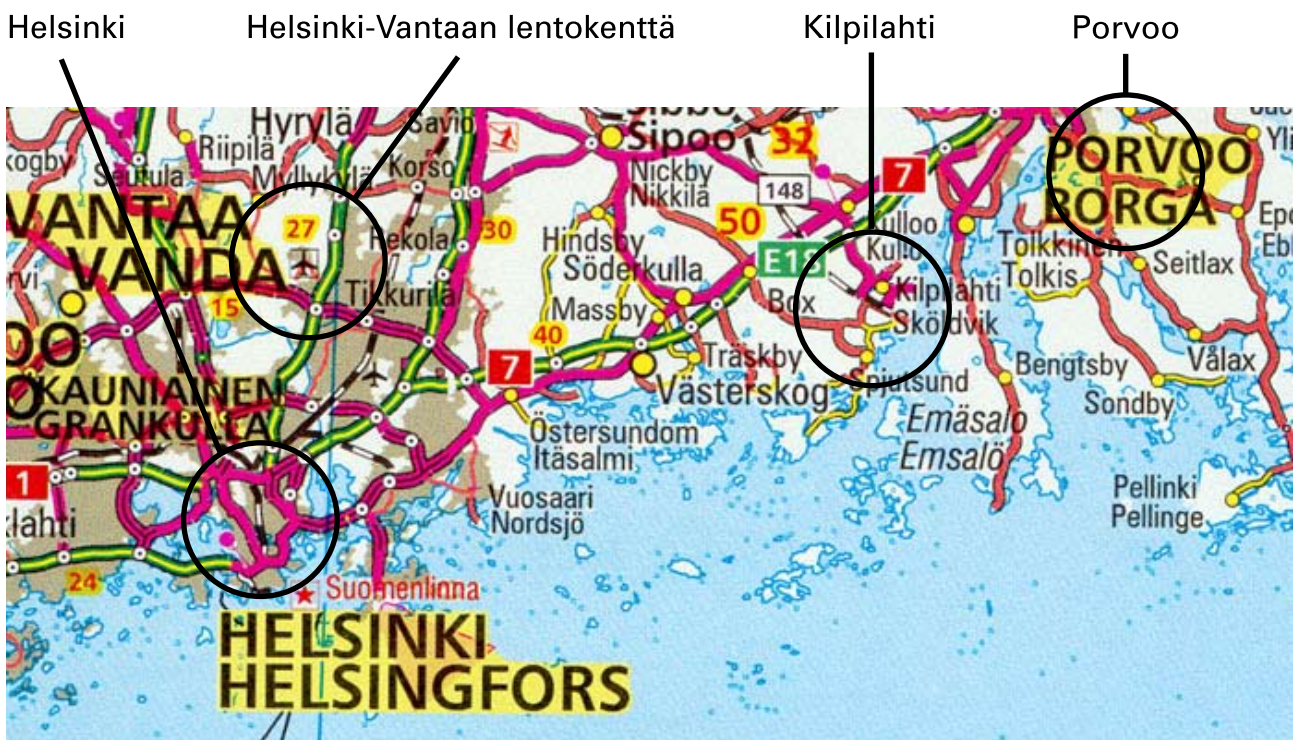 Helsinki
Helsinki-Vantaan lentokenttä
Kilpilahti
Porvoo
Hyrylä
Savio
Sipoo
32
Riipilä
Seutula
Myllykylä
Korso
Nickby
Nikkilä
148
7
PORVOO
BORGÅ
VANTAA
VANDA
27
30
Rekola
Hindsby
Söderkulla
50
E18
Kulloo
Kullo
Tolkkinen
Tolkis
Seitlax
15
Tikkurila
Massby
Box
Kilpilahti
Sköldvik
40
7
Träskby
Västerskog
Spjutsund
Bengtsby
Vålax
Sondby
KAUNIAINEN
GRANKULLA
Östersundom
Itäsalmi
Emäsalo
Emsalö
1
Vuosaari
Nordsjö
Pellinki
Pellinge
24
Suomenlinna
HELSINKI
HELSINGFORS